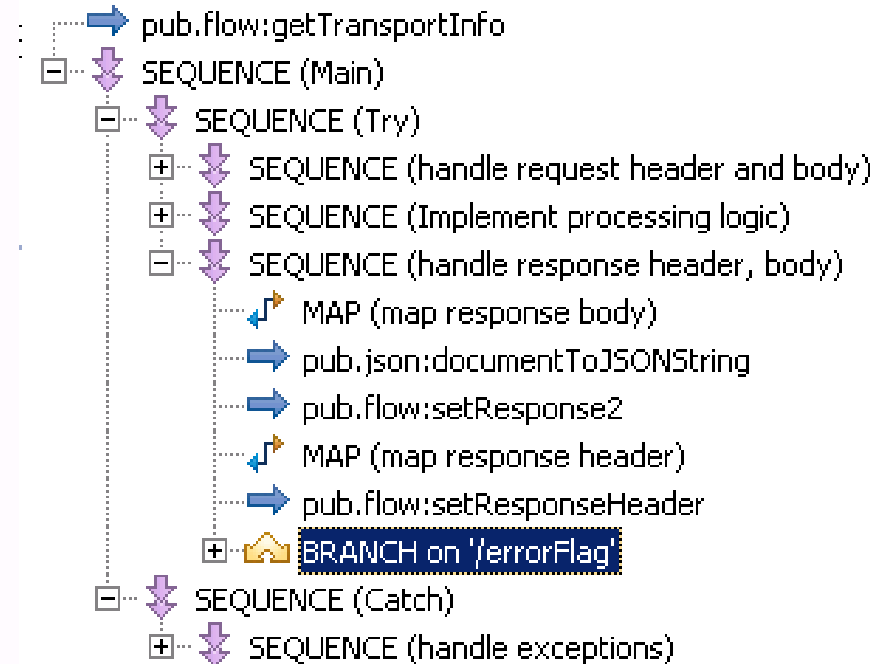 pub.flow:getTransportInfo
SEQUENCE (Main)
SEQUENCE (Try)
SEQUENCE (handle request header and body)
SEQUENCE (Implement processing logic)
SEQUENCE (handle response header, body)
MAP (map response body)
pub.json:documentToJSONString
pub.flow:setResponse2
MAP (map response header)
pub.flow:setResponseHeader
BRANCH on '/errorFlag'
SEQUENCE (Catch)
SEQUENCE (handle exceptions)